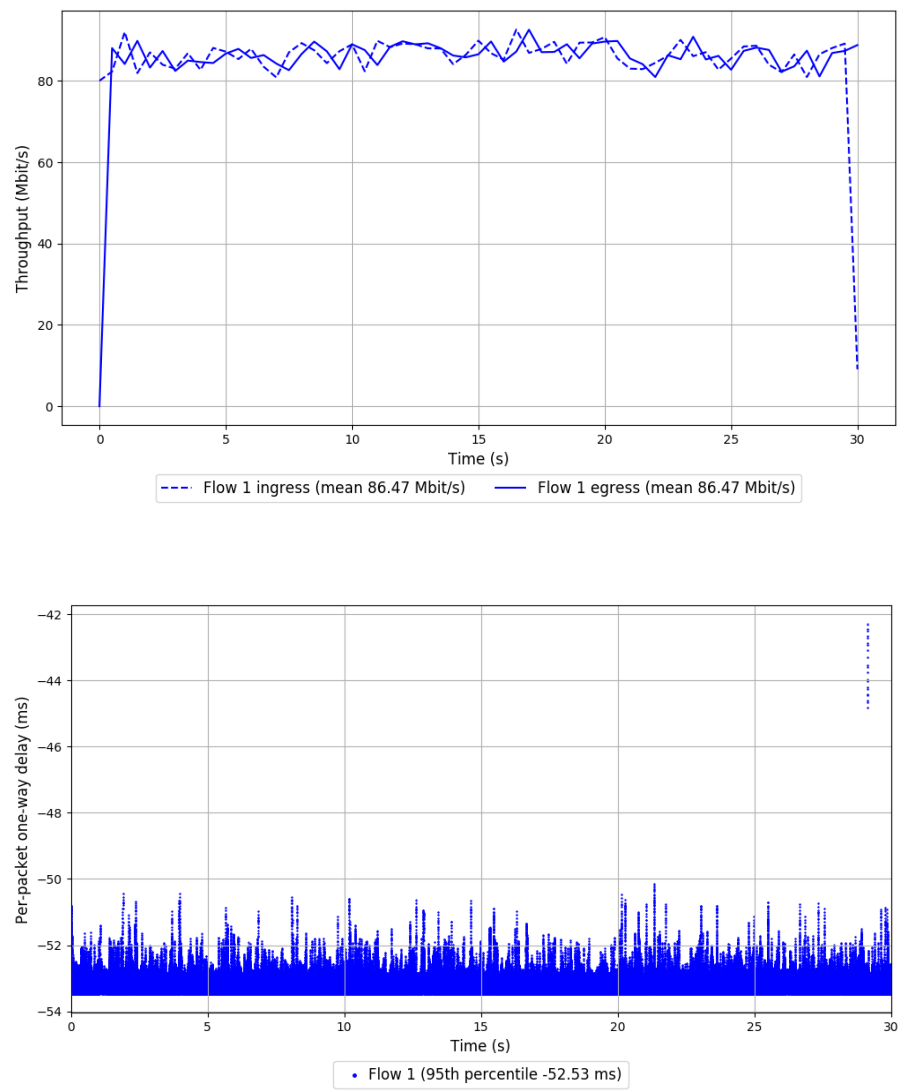 Throughput (Mbit/s)
80
60
40
20
0
0 5 10 15 20 25 30
Time (s)
Flow 1 ingress (mean 86.47 Mbit/s) Flow 1 egress (mean 86.47 Mbit/s)
Per-packet one-way delay (ms)
−42
−44
−46
−48
−50
−52
−54
0 5 10 15 20 25 30
Time (s)
Flow 1 (95th percentile -52.53 ms)